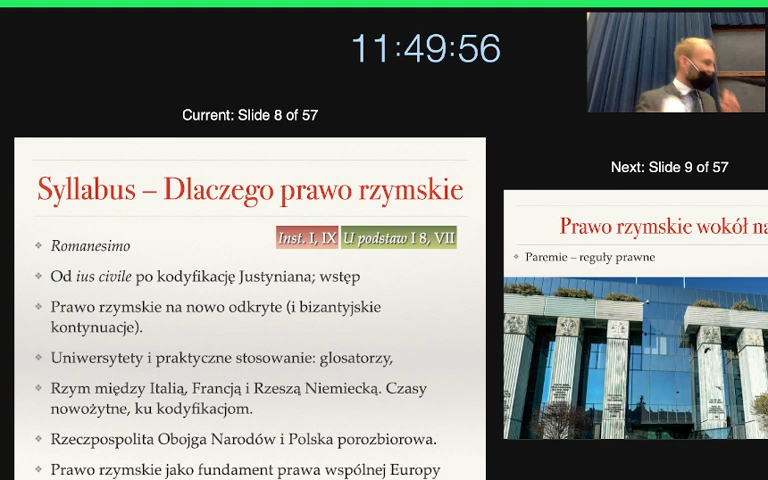 11:49:56
Current: Slide 8 of 57
Syllabus – Dlaczego prawo rzymskie
Inst. I, IX U podstaw I 8, VII
Romanesimo
Od ius civile po kodyfikację Justyniana; wstęp
Prawo rzymskie na nowo odkryte (i bizantyjskie
kontynuacje).
Uniwersytety i praktyczne stosowanie: glosatorzy,
Rzym między Italią, Francją i Rzeszą Niemiecką. Czasy
nowożytne, ku kodyfikacjom.
Rzeczpospolita Obojga Narodów i Polska porozbiorowa.
Prawo rzymskie jako fundament prawa wspólnej Europy
Next: Slide 9 of 57
Prawo rzymskie wokół na
Paremie – reguły prawne